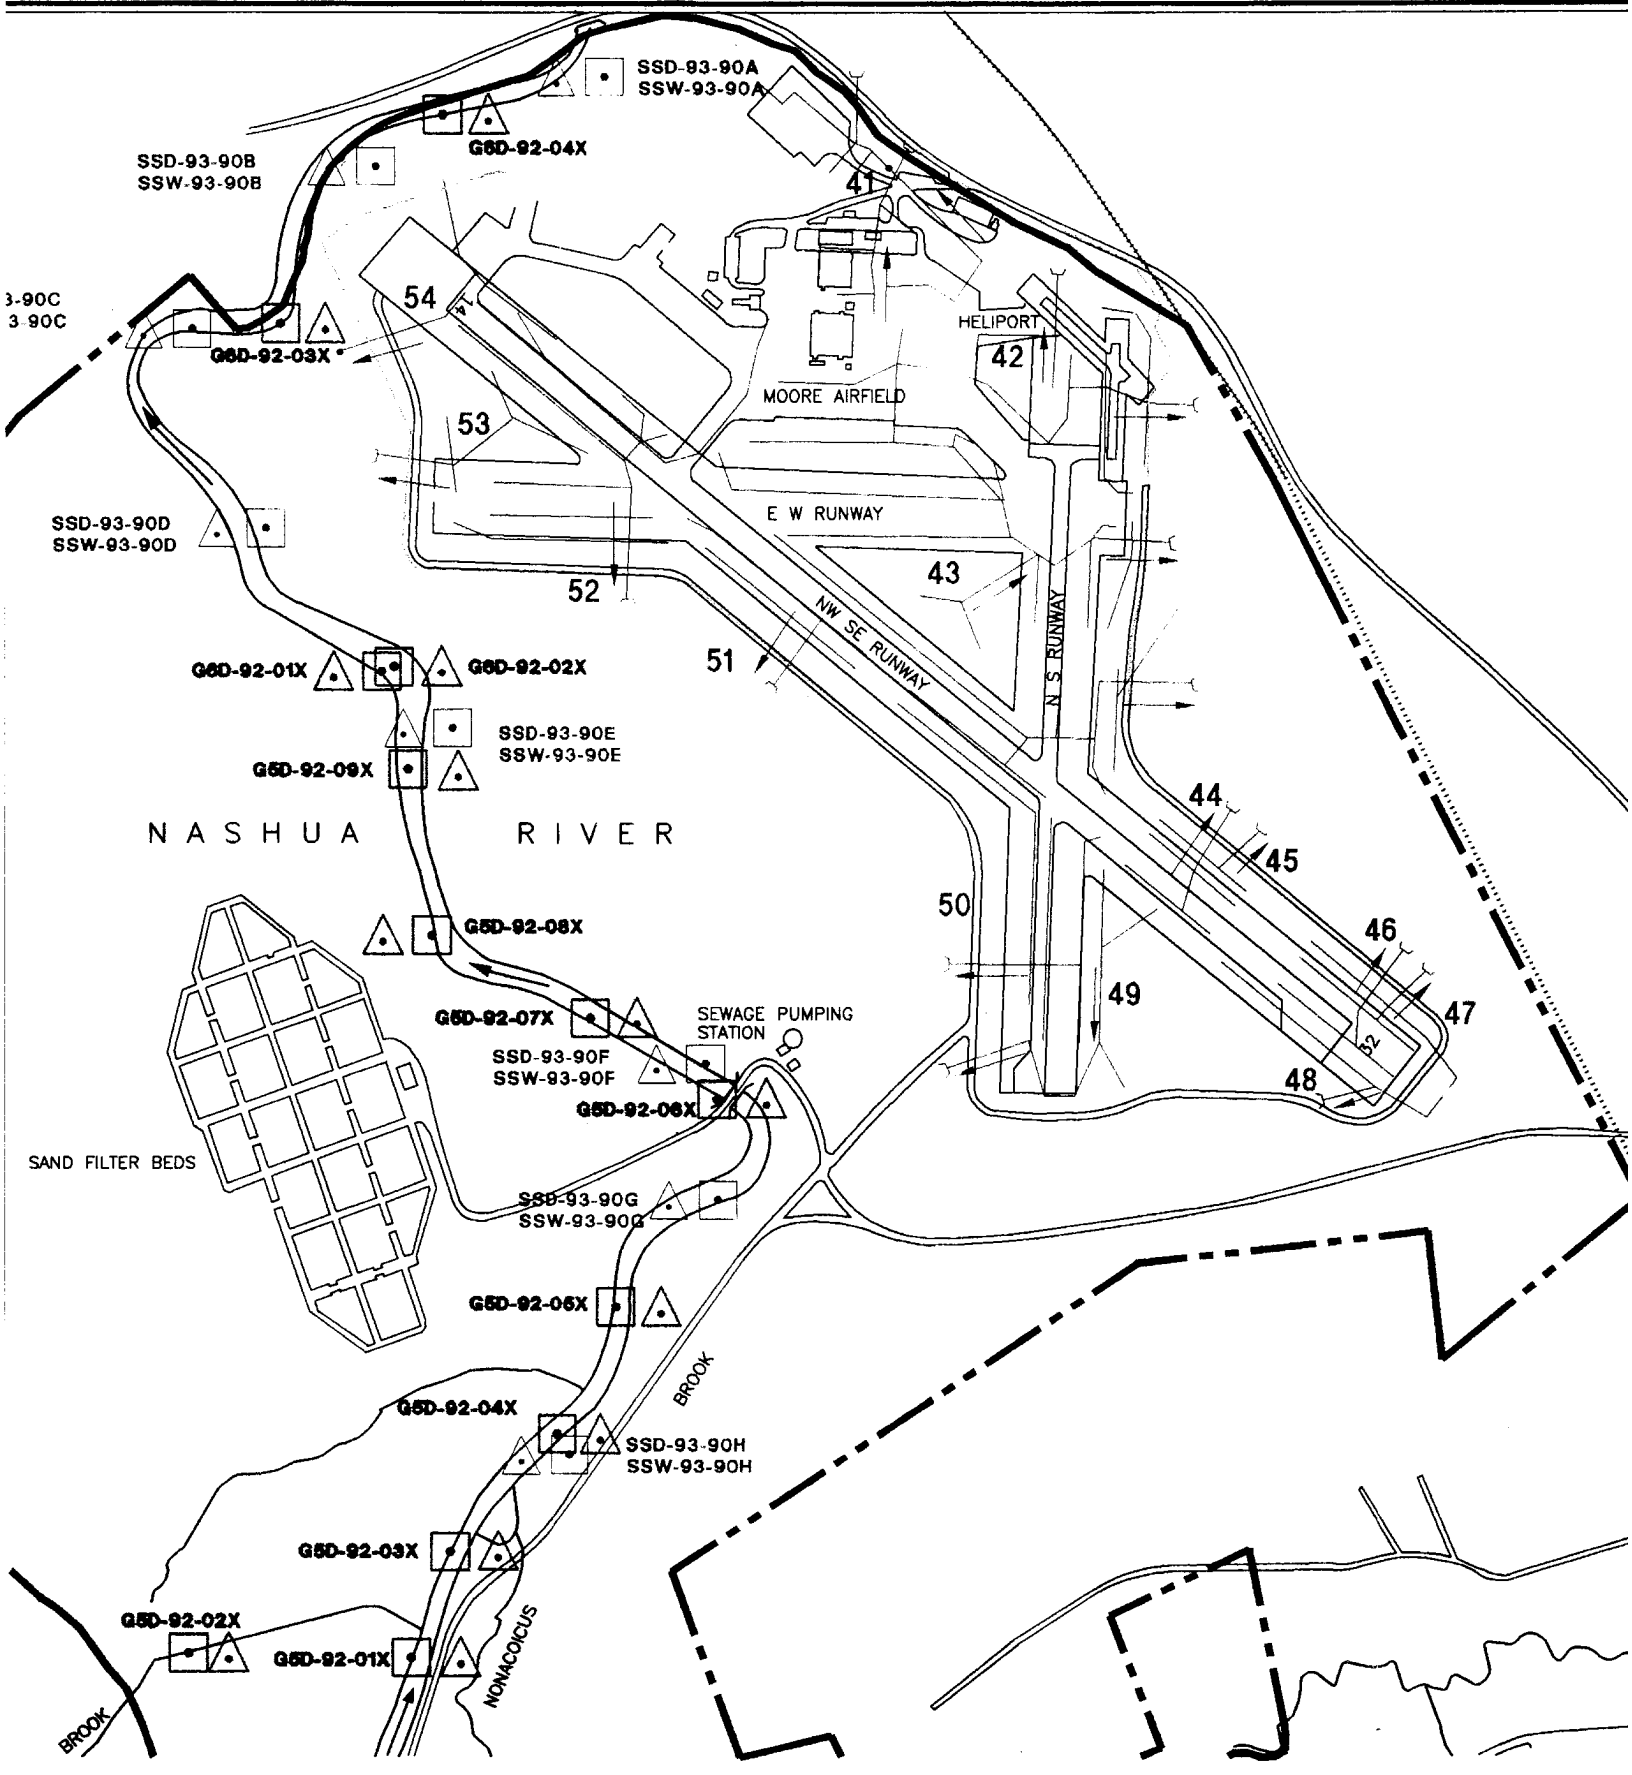 SSD-93-90A
SSW-93-90A
G6D-92-04X
SSD-93-90B
SSW-93-90B
41
3-90C
3-90C
54
14
HELIPORT
42
G6D-92-03X
MOORE AIRFIELD
53
E W RUNWAY
SSD-93-90D
SSW-93-90D
52
43
NW SE RUNWAY
N S RUNWAY
51
G6D-92-01X
G6D-92-02X
SSD-93-90E
SSW-93-90E
G5D-92-09X
44
NASHUA RIVER
45
50
G5D-92-08X
46
49
47
G5D-92-07X
SEWAGE PUMPING
STATION
32
SSD-93-90F
SSW-93-90F
48
G5D-92-06X
SAND FILTER BEDS
SSD-93-90G
SSW-93-90G
G5D-92-05X
BROOK
G5D-92-04X
SSD-93-90H
SSW-93-90H
G5D-92-03X
G5D-92-02X
G5D-92-01X
NONACOICUS
BROOK